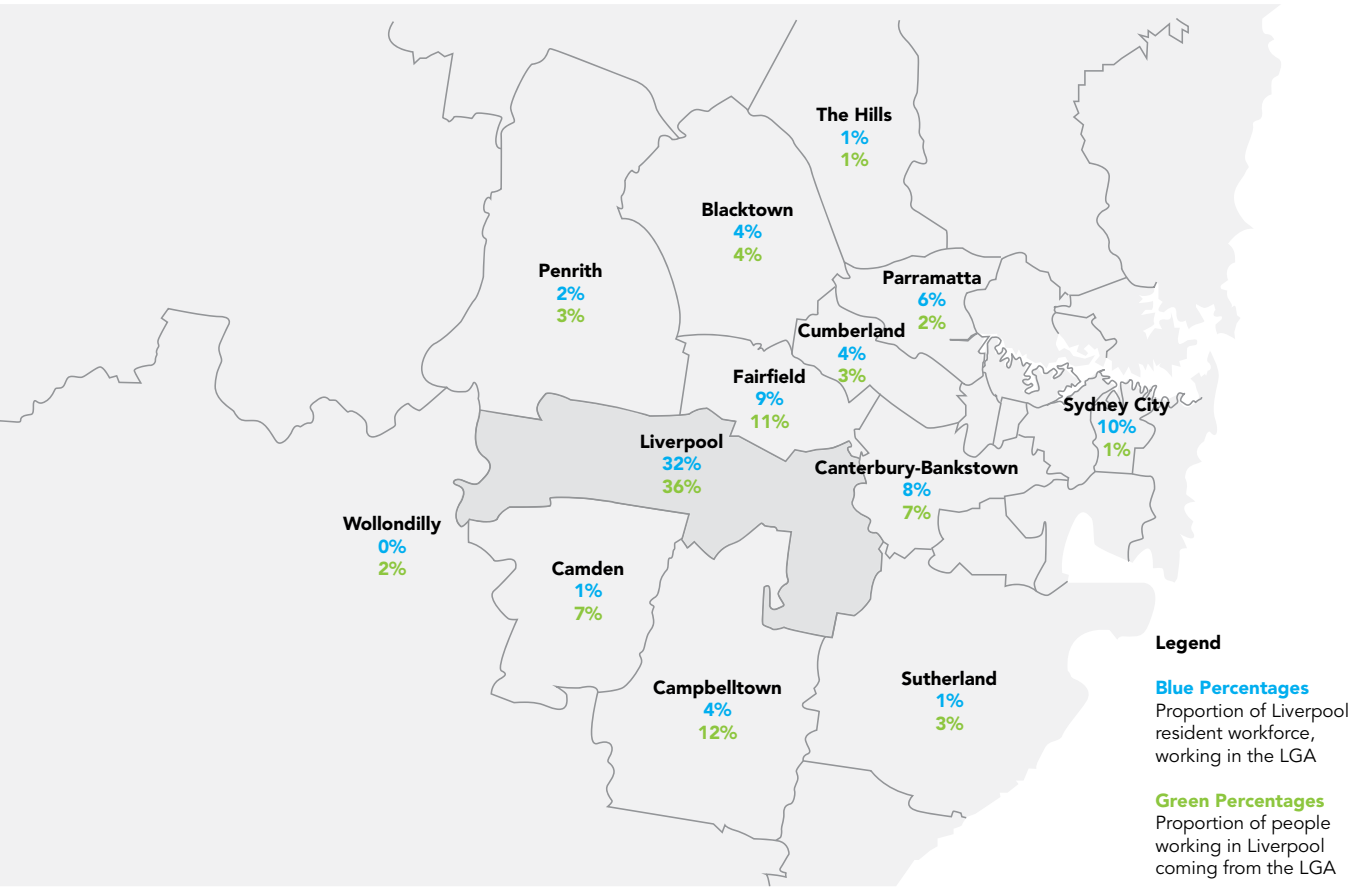 The Hills
1%
1%
Blacktown
4%
4%
Penrith
2%
3%
Parramatta
6%
2%
Cumberland
4%
3%
Fairfield
9%
11%
Sydney City
10%
1%
Liverpool
32%
36%
Canterbury-Bankstown
8%
7%
Wollondilly
0%
2%
Camden
1%
7%
Campbelltown
4%
12%
Sutherland
1%
3%
Legend
Blue Percentages
Proportion of Liverpool
resident workforce,
working in the LGA
Green Percentages
Proportion of people
working in Liverpool
coming from the LGA